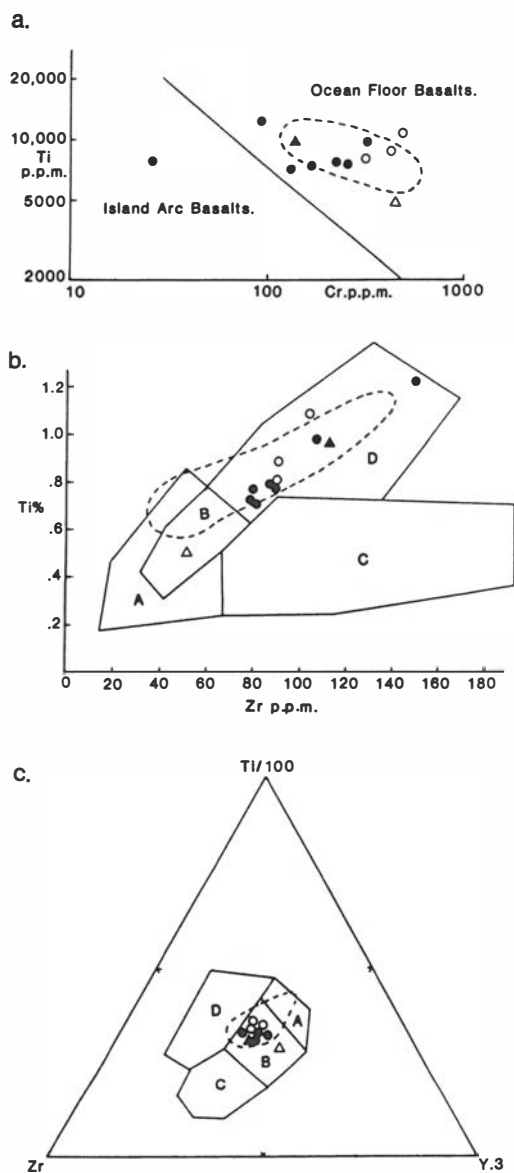 a.
20,000
Ocean Floor Basalts.
10,000
Ti
p.p.m.
5000
Island Arc Basalts.
2000
10
100
Cr.p.p.m.
1000
b.
1.2
1.0
D
.8
Ti%
B
.6
C
.4
A
.2
0
20
40
60
80
100
120
140
160
180
Zr p.p.m.
c.
Ti/100
D
A
B
C
Zr
Y.3